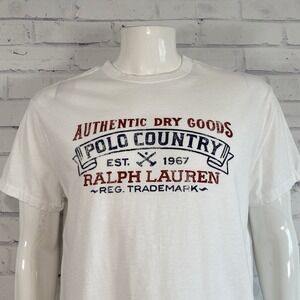 AUTHENTIC DRY GOODS
POLO COUNTRY
EST. 1967
RALPH LAUREN
~REG. TRADEMARK~